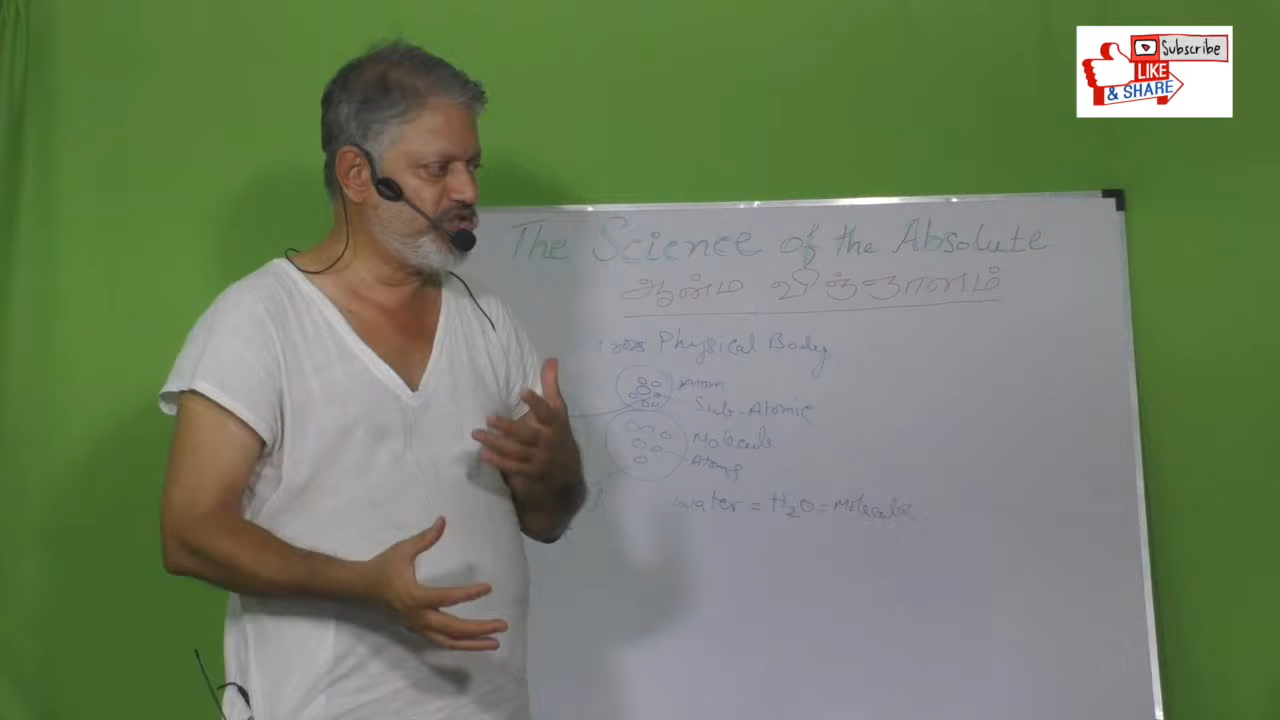 Subscribe
LIKE
& SHARE
The Science of the Absolute
ஆன்ம விஞ்ஞானம்
Physical Body
Atom
Sub-Atomic
Molecule
Atoms
water = H₂O = Molecule